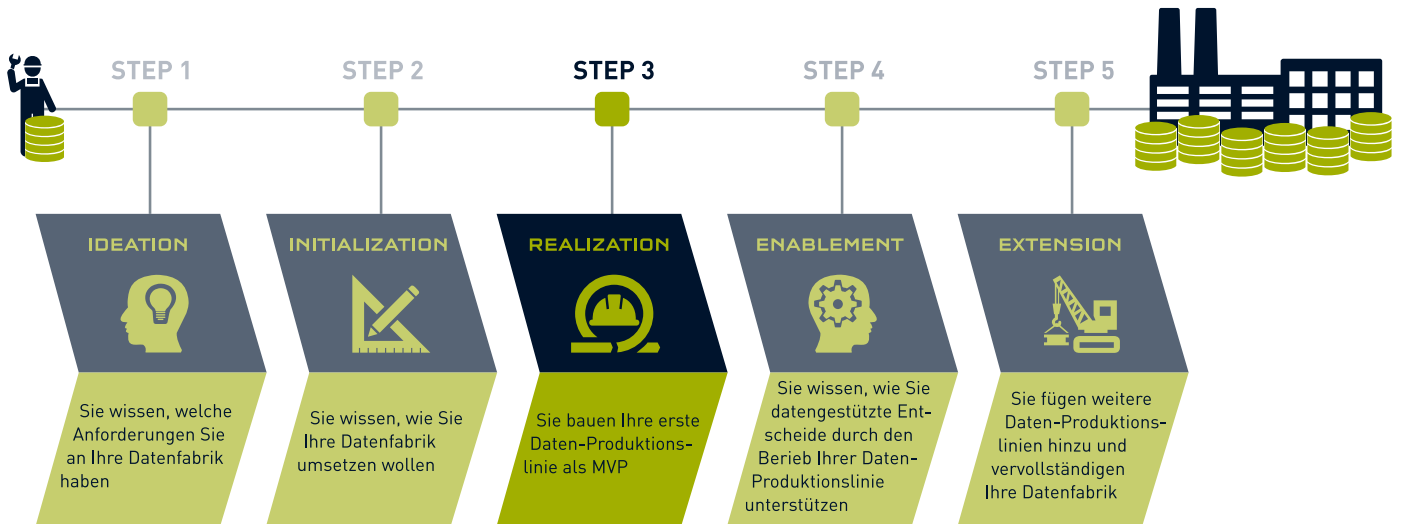 STEP 1
STEP 2
STEP 3
STEP 4
STEP 5
IDEATION
INITIALIZATION
REALIZATION
ENABLEMENT
EXTENSION
Sie wissen, welche
Anforderungen Sie
an Ihre Datenfabrik
haben
Sie wissen, wie Sie
Ihre Datenfabrik
umsetzen wollen
Sie bauen Ihre erste
Daten-Produktions-
linie als MVP
Sie wissen, wie Sie
datengestützte Ent-
scheide durch den
Berieb Ihrer Daten-
Produktionslinie
unterstützen
Sie fügen weitere
Daten-Produktions-
linien hinzu und
vervollständigen
Ihre Datenfabrik